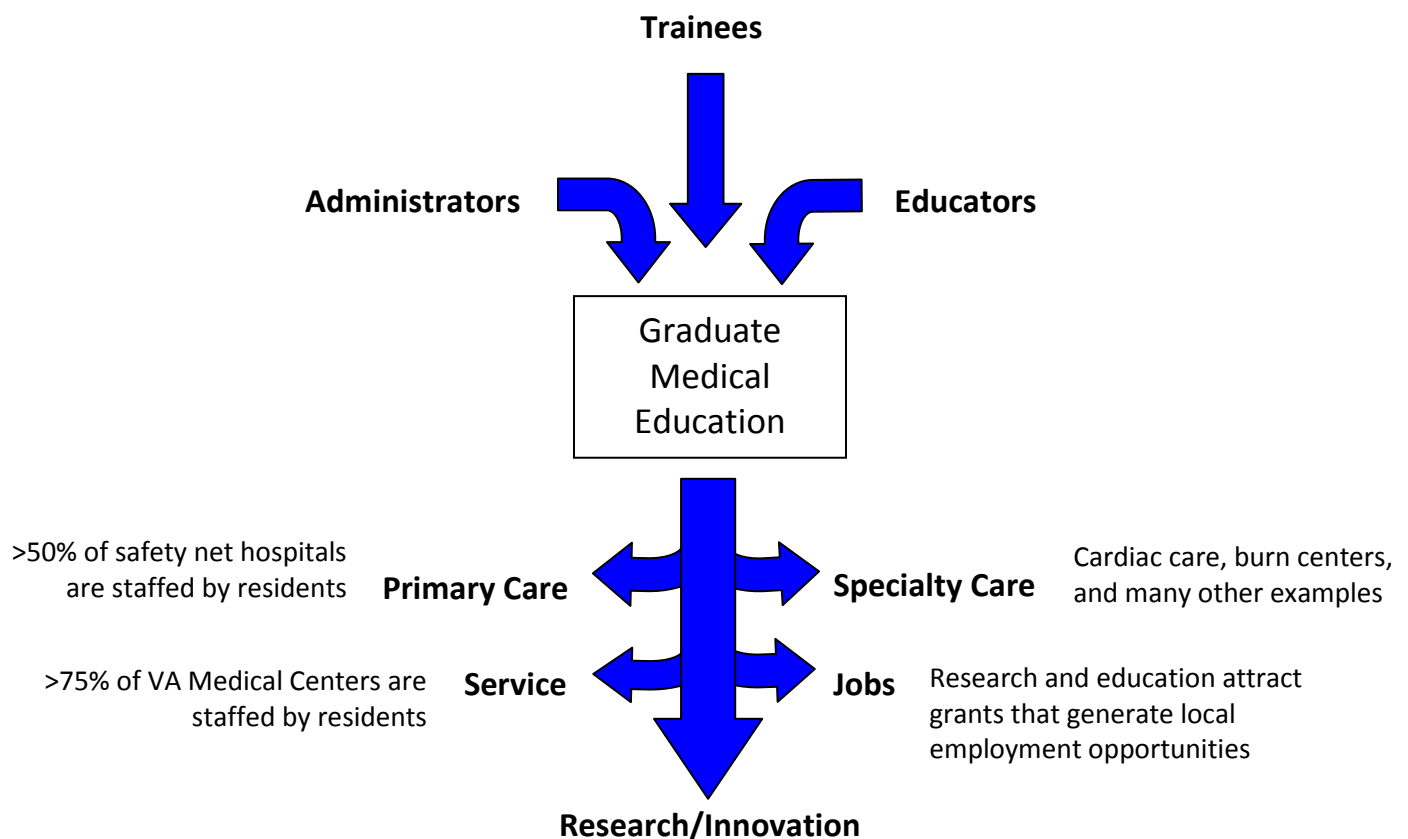 Trainees
Administrators
Educators
Graduate
Medical
Education
>50% of safety net hospitals
are staffed by residents
Primary Care
Specialty Care
Cardiac care, burn centers,
and many other examples
>75% of VA Medical Centers are
staffed by residents
Service
Jobs
Research and education attract
grants that generate local
employment opportunities
Research/Innovation